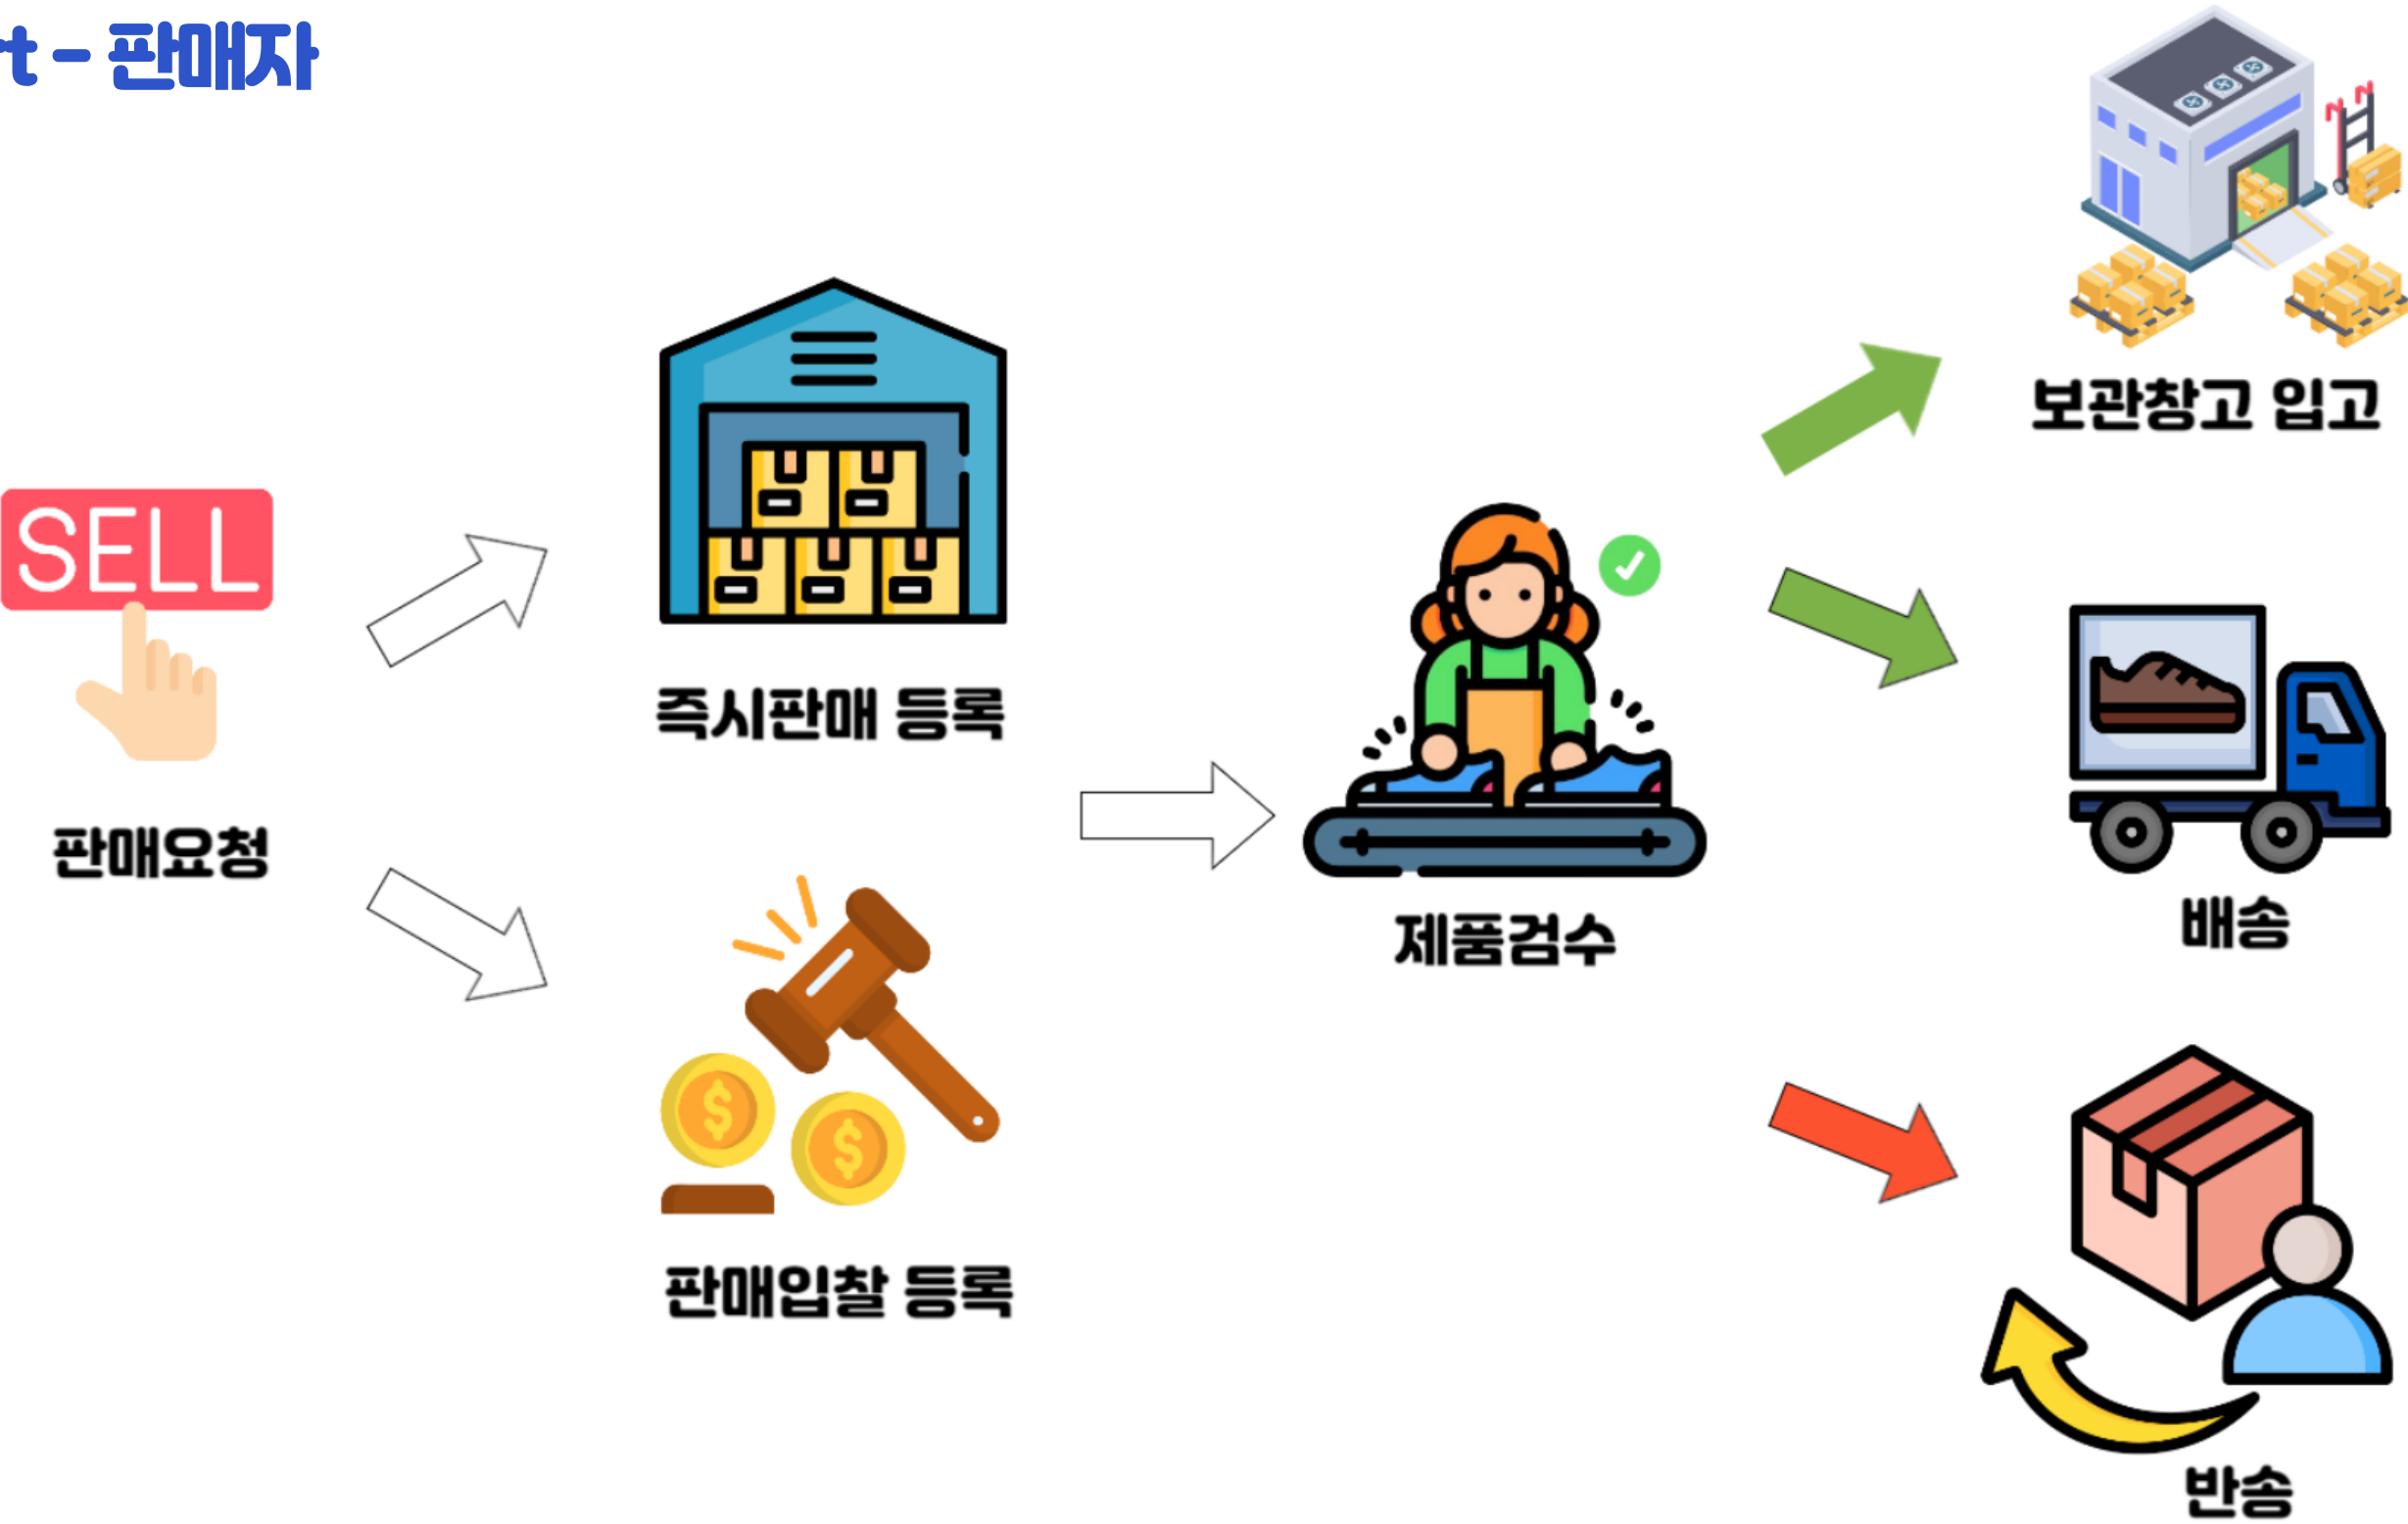 t - 판매자
SELL
판매요청
즉시판매 등록
판매입찰 등록
제품검수
보관창고 입고
배송
반송